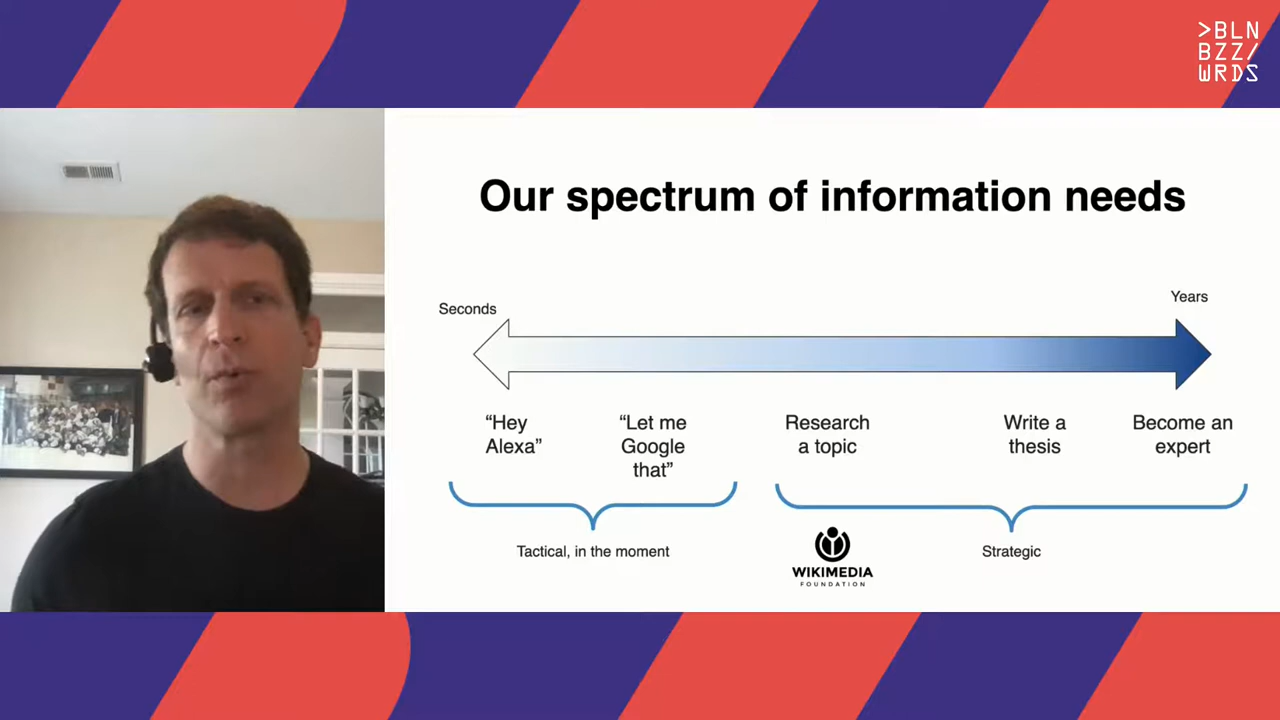 >BLN
BZZ/
WRDS
Our spectrum of information needs
Seconds
Years
“Hey
Alexa”
“Let me
Google
that”
Research
a topic
Write a
thesis
Become an
expert
Tactical, in the moment
Strategic
WIKIMEDIA
FOUNDATION